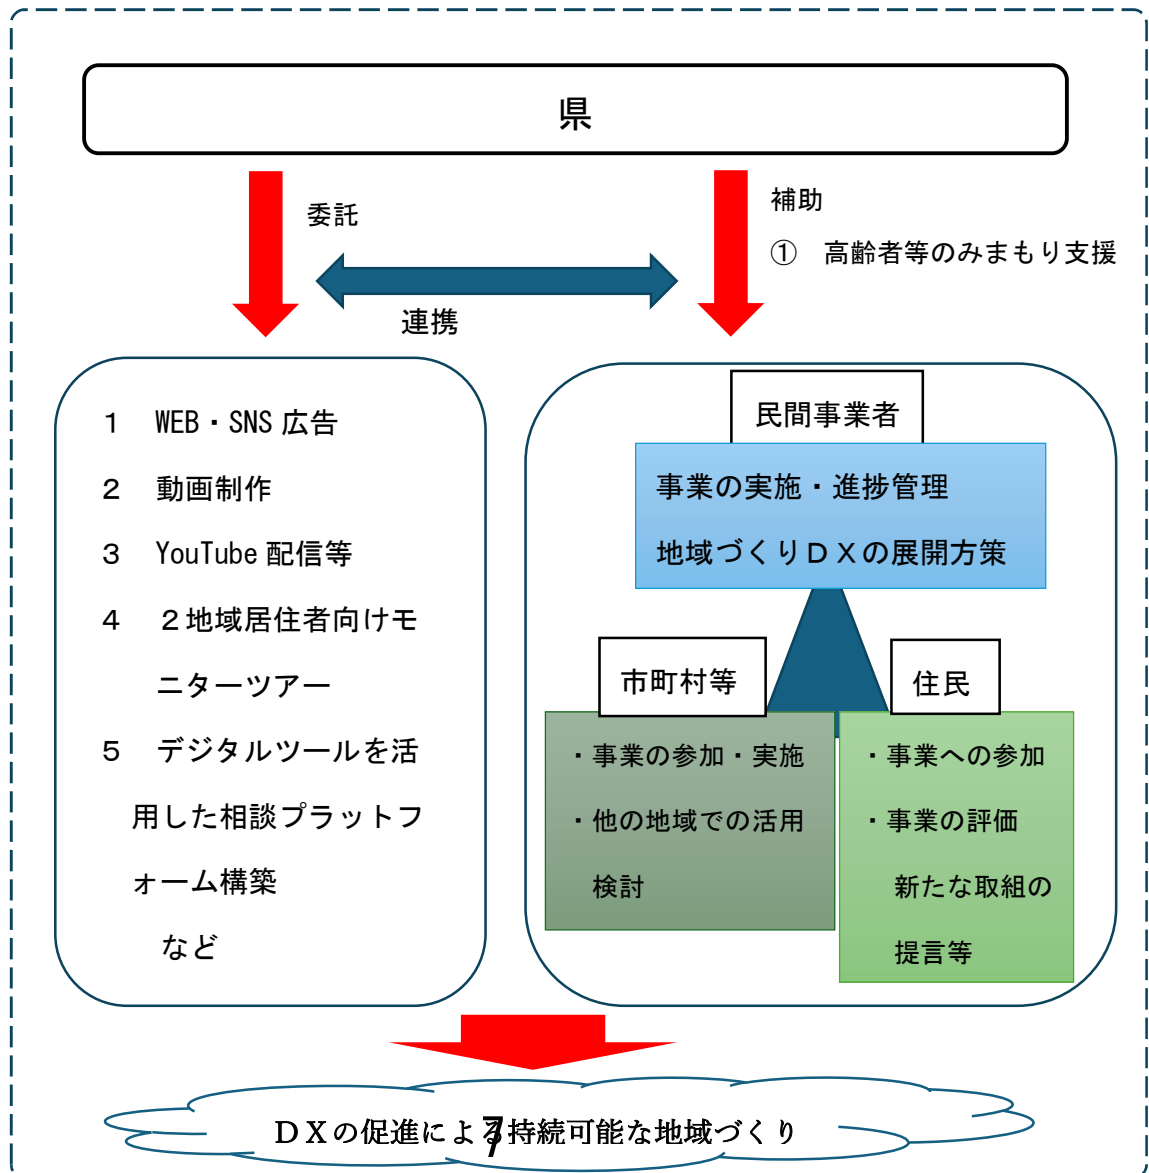 県
委託
補助
① 高齢者等のみまもり支援
連携
1 WEB・SNS 広告
2 動画制作
3 YouTube 配信等
4 2地域居住者向けモ
ニターツアー
5 デジタルツールを活
用した相談プラットフ
ォーム構築
など
民間事業者
事業の実施・進捗管理
地域づくりDXの展開方策
市町村等
・事業の参加・実施
・他の地域での活用
検討
住民
・事業への参加
・事業の評価
新たな取組の
提言等
DXの促進による持続可能な地域づくり
7